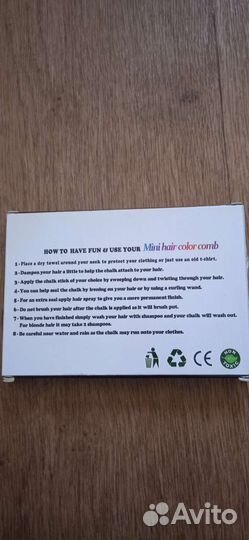 HOW TO HAVE FUN & USE YOUR Mini hair color comb
1 - Place a dry towel around your neck to protect your clothing or just use an old t-shirt.
2 - Dampen your hair a little to help the chalk attach to your hair.
3 - Apply the chalk stick of your choice by sweeping down and twisting through your hair.
4 - You can help seal the chalk by ironing on your hair or by using a curling wand.
5 - For an extra seal apply hair spray to give you a more permanent finish.
6 - Do not brush your hair after the chalk is applied as it will brush out.
7 - When you have finished simply wash your hair with shampoo and your chalk will wash out.
For blonde hair it may take 2 shampoos.
8 - Be careful near water and rain as the chalk may run onto your clothes.
CE
NON
TOXIC
Avito